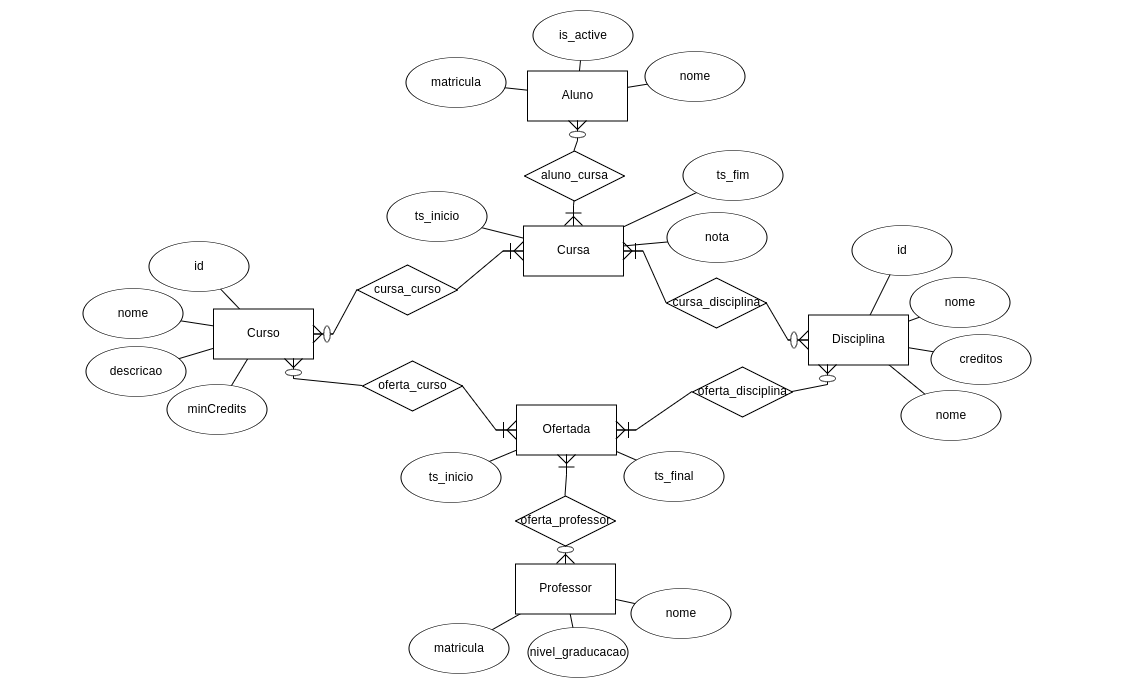 is_active
matricula
nome
Aluno
aluno_cursa
ts_fim
ts_inicio
nota
Cursa
id
id
nome
cursa_curso
cursa_disciplina
nome
Curso
Disciplina
creditos
descricao
oferta_curso
oferta_disciplina
minCredits
nome
Ofertada
ts_inicio
ts_final
oferta_professor
Professor
nome
matricula
nivel_graducacao